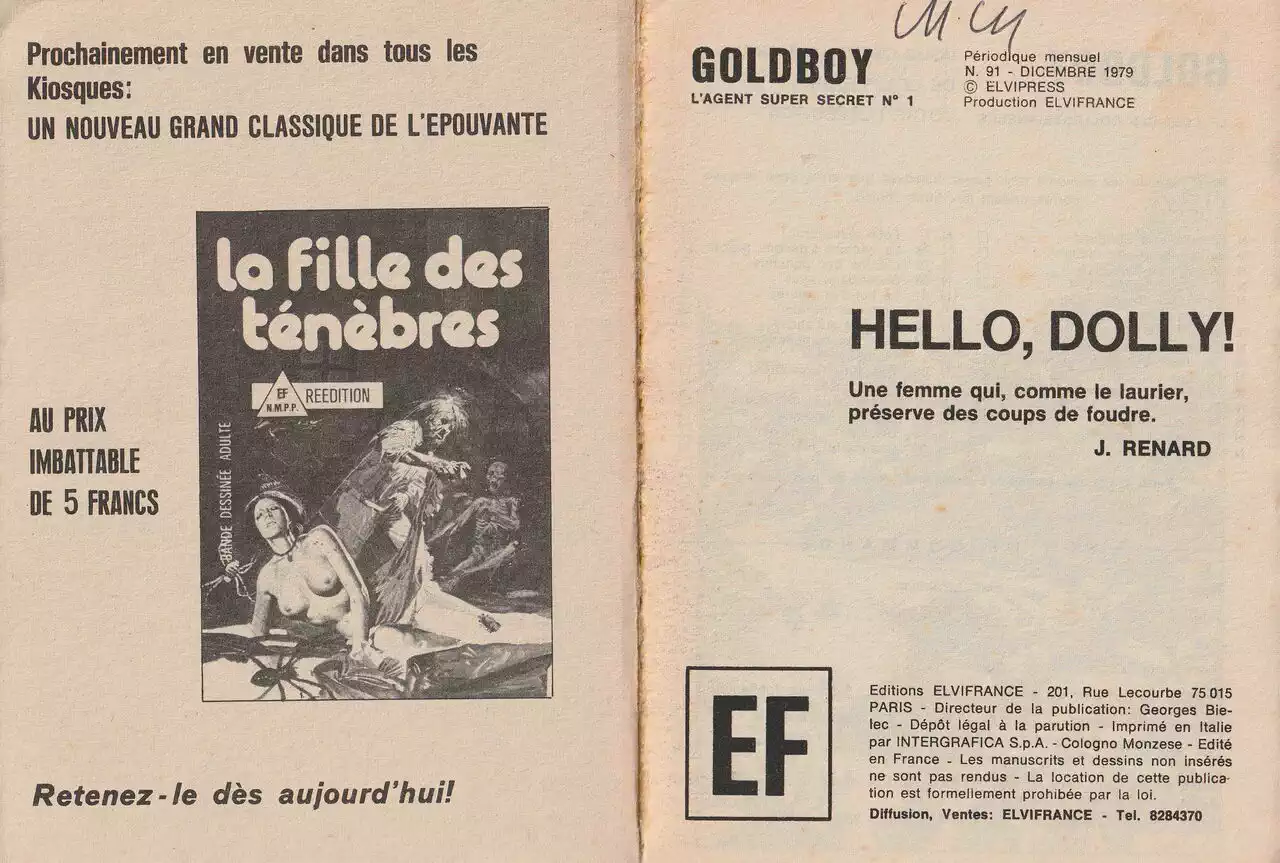 Prochainement en vente dans tous les
Kiosques:
UN NOUVEAU GRAND CLASSIQUE DE L'EPOUVANTE
la fille des
ténèbres
EF
N.M.P.P.
REEDITION
BANDE DESSINÉE ADULTE
AU PRIX
IMBATTABLE
DE 5 FRANCS
Retenez-le dès aujourd'hui!
GOLDBOY
L'AGENT SUPER SECRET N° 1
Périodique mensuel
N. 91 - DICEMBRE 1979
© ELVIPRESS
Production ELVIFRANCE
HELLO, DOLLY!
Une femme qui, comme le laurier,
préserve des coups de foudre.
J. RENARD
EF
Editions ELVIFRANCE - 201, Rue Lecourbe 75 015
PARIS - Directeur de la publication: Georges Bie-
lec - Dépôt légal à la parution - Imprimé en Italie
par INTERGRAFICA S.p.A. - Cologno Monzese - Edité
en France - Les manuscrits et dessins non insérés
ne sont pas rendus - La location de cette publica-
tion est formellement prohibée par la loi.
Diffusion, Ventes: ELVIFRANCE - Tel. 8284370